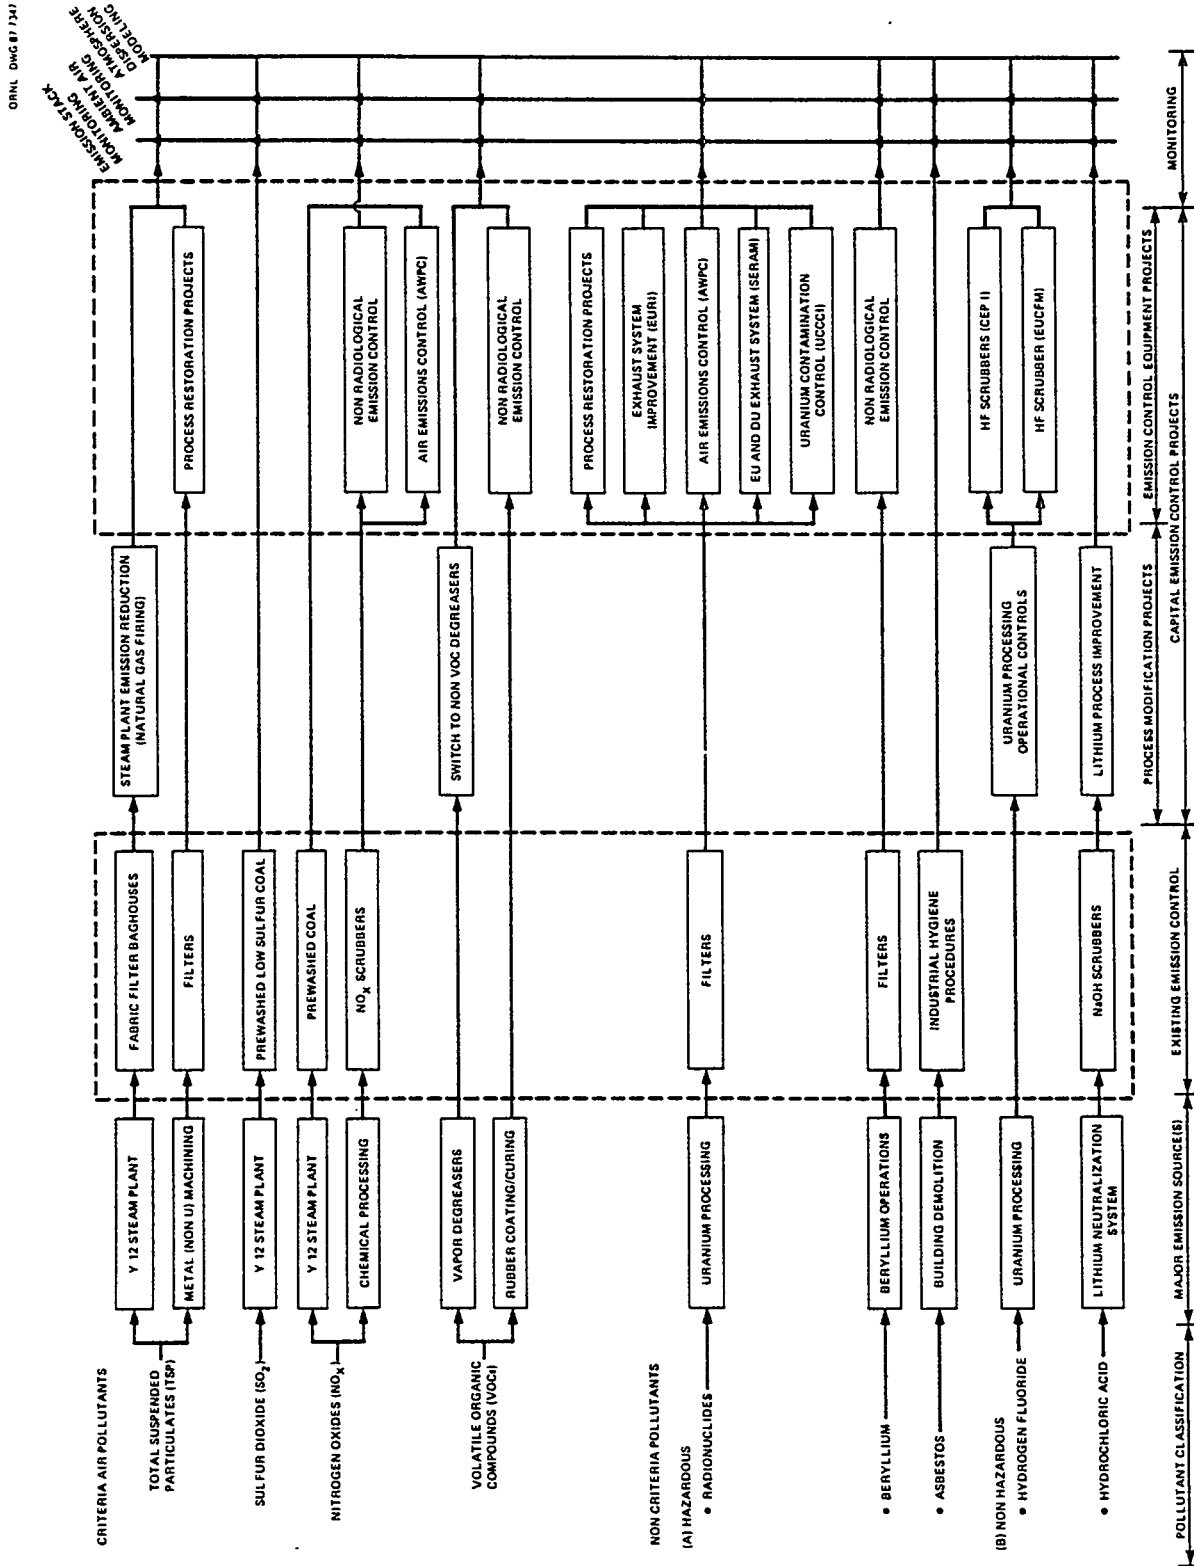 ORNL DWG 87 7347
CRITERIA AIR POLLUTANTS
TOTAL SUSPENDED
PARTICULATES (TSP)
Y 12 STEAM PLANT
FABRIC FILTER BAGHOUSES
STEAM PLANT EMISSION REDUCTION
(NATURAL GAS FIRING)
METAL (NON U) MACHINING
FILTERS
PROCESS RESTORATION PROJECTS
SULFUR DIOXIDE (SO2)
Y 12 STEAM PLANT
PREWASHED LOW SULFUR COAL
NITROGEN OXIDES (NOX)
Y 12 STEAM PLANT
PREWASHED COAL
CHEMICAL PROCESSING
NOX SCRUBBERS
NON RADIOLOGICAL
EMISSION CONTROL
AIR EMISSIONS CONTROL (AWPC)
VOLATILE ORGANIC
COMPOUNDS (VOCs)
VAPOR DEGREASERS
SWITCH TO NON VOC DEGREASERS
RUBBER COATING/CURING
NON RADIOLOGICAL
EMISSION CONTROL
NON CRITERIA POLLUTANTS
(A) HAZARDOUS
• RADIONUCLIDES
URANIUM PROCESSING
FILTERS
PROCESS RESTORATION PROJECTS
EXHAUST SYSTEM
IMPROVEMENT (EURI)
AIR EMISSIONS CONTROL (AWPC)
EU AND DU EXHAUST SYSTEM (SERAMI)
URANIUM CONTAMINATION
CONTROL (UCCCI)
• BERYLLIUM
BERYLLIUM OPERATIONS
FILTERS
NON RADIOLOGICAL
EMISSION CONTROL
• ASBESTOS
BUILDING DEMOLITION
INDUSTRIAL HYGIENE
PROCEDURES
(B) NON HAZARDOUS
• HYDROGEN FLUORIDE
URANIUM PROCESSING
URANIUM PROCESSING
OPERATIONAL CONTROLS
HF SCRUBBERS (CEP I)
HF SCRUBBER (EUCFM)
• HYDROCHLORIC ACID
LITHIUM NEUTRALIZATION
SYSTEM
NaOH SCRUBBERS
LITHIUM PROCESS IMPROVEMENT
EMISSION STACK
MONITORING
AMBIENT AIR
MONITORING
ATMOSPHERE
DISPERSION
MODELING
PROCESS MODIFICATION PROJECTS
EMISSION CONTROL EQUIPMENT PROJECTS
POLLUTANT CLASSIFICATION
MAJOR EMISSION SOURCE(S)
EXISTING EMISSION CONTROL
CAPITAL EMISSION CONTROL PROJECTS
MONITORING